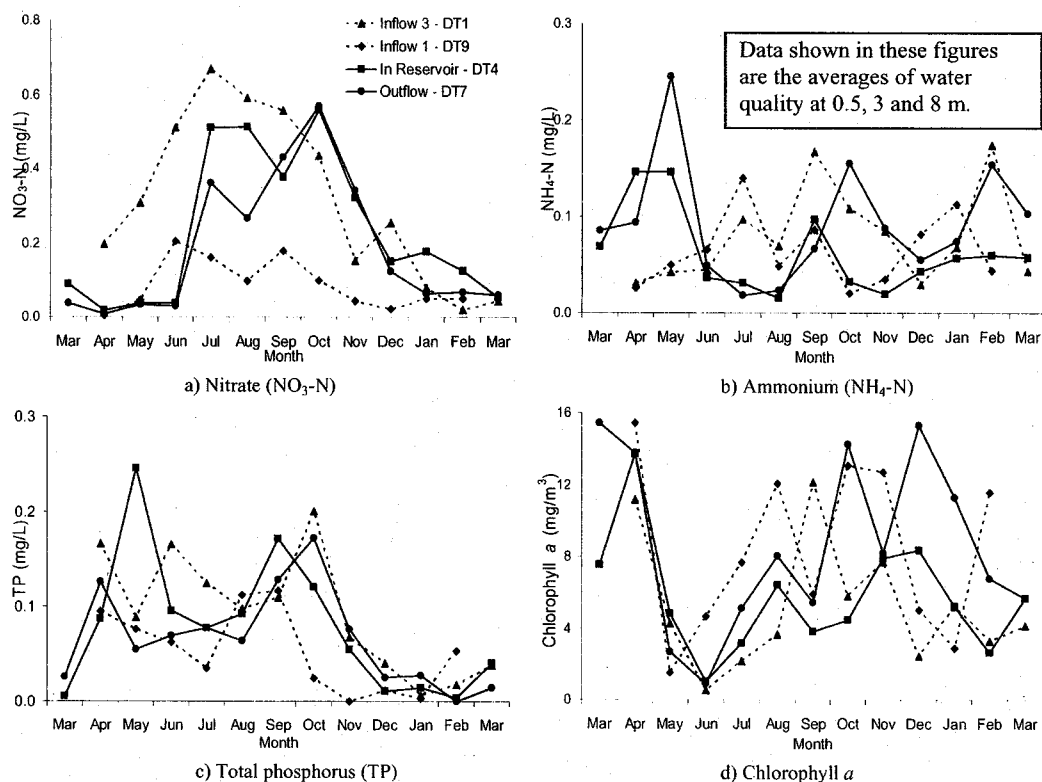 0.8
0.6
0.4
0.2
0.0
NO₃-N (mg/L)
Inflow 3 - DT1
Inflow 1 - DT9
In Reservoir - DT4
Outflow - DT7
Mar Apr May Jun Jul Aug Sep Oct Nov Dec Jan Feb Mar
Month
a) Nitrate (NO₃-N)
0.3
0.2
0.1
0.0
NH₄-N (mg/L)
Data shown in these figures
are the averages of water
quality at 0.5, 3 and 8 m.
Mar Apr May Jun Jul Aug Sep Oct Nov Dec Jan Feb Mar
Month
b) Ammonium (NH₄-N)
0.3
0.2
0.1
0.0
TP (mg/L)
Mar Apr May Jun Jul Aug Sep Oct Nov Dec Jan Feb Mar
Month
c) Total phosphorus (TP)
16
12
8
4
0
Chlorophyll a (mg/m³)
Mar Apr May Jun Jul Aug Sep Oct Nov Dec Jan Feb Mar
Month
d) Chlorophyll a